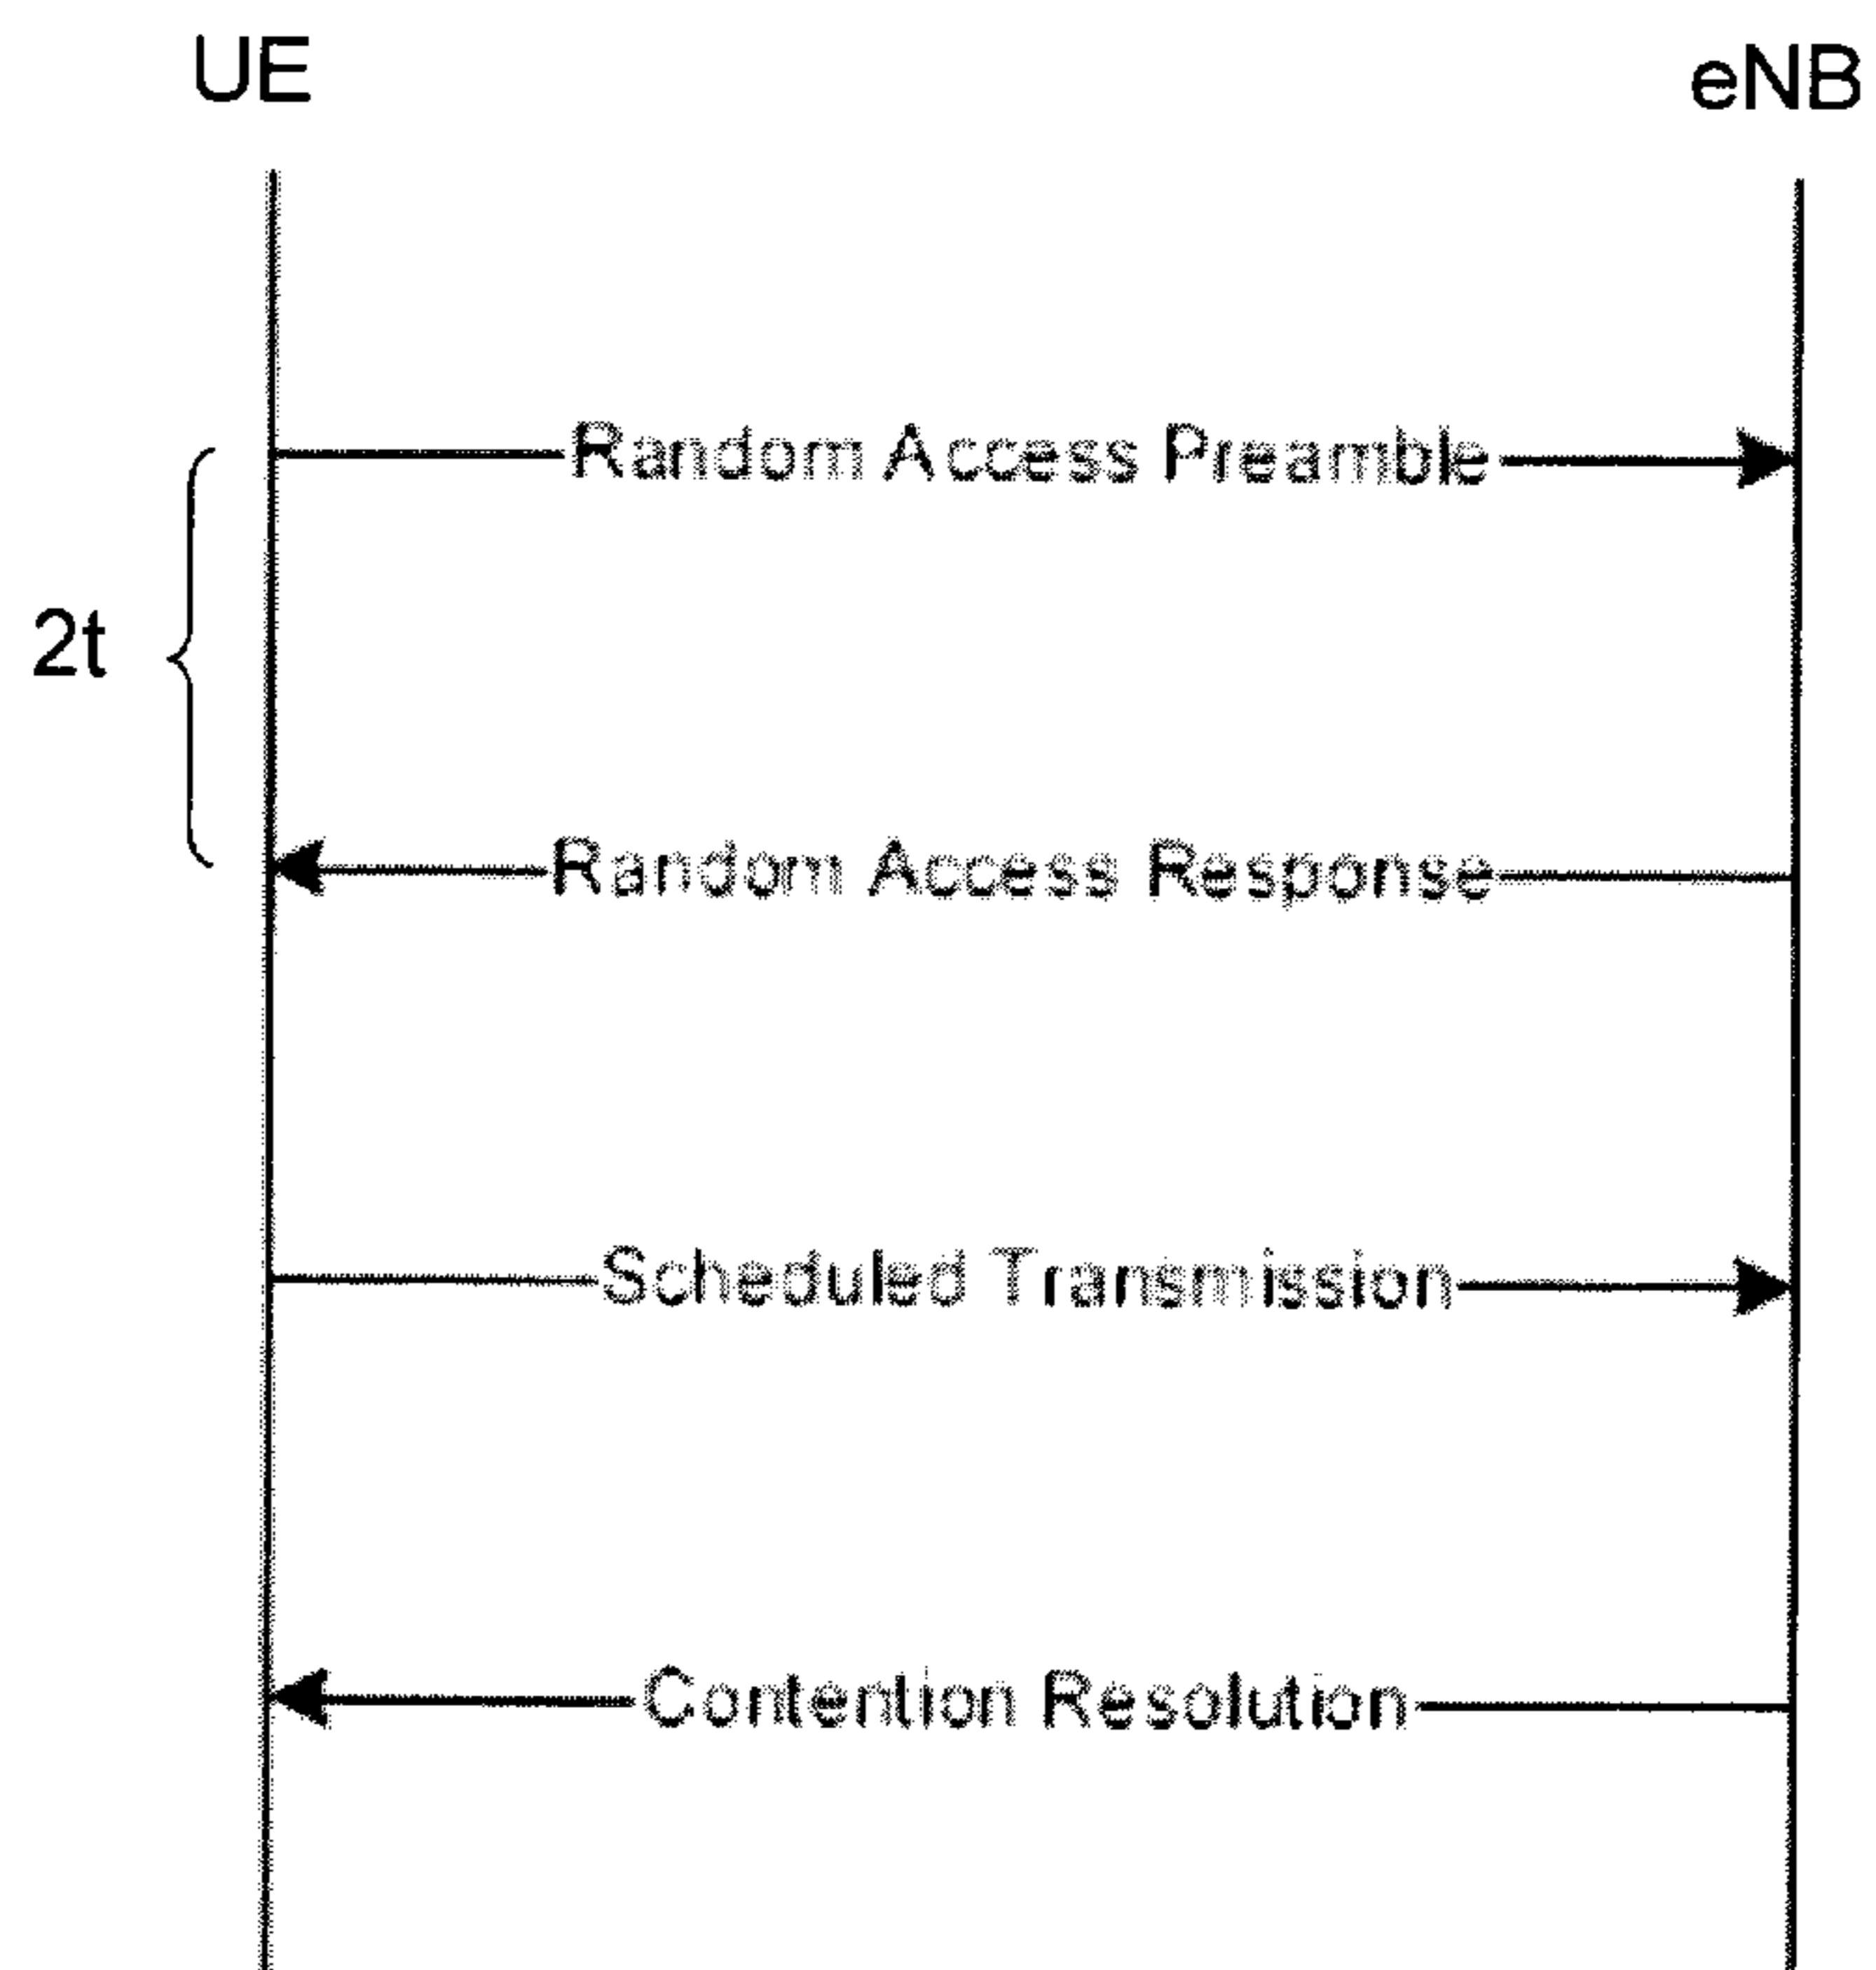 UE
eNB
Random Access Preamble
2t
Random Access Response
Scheduled Transmission
Contention Resolution